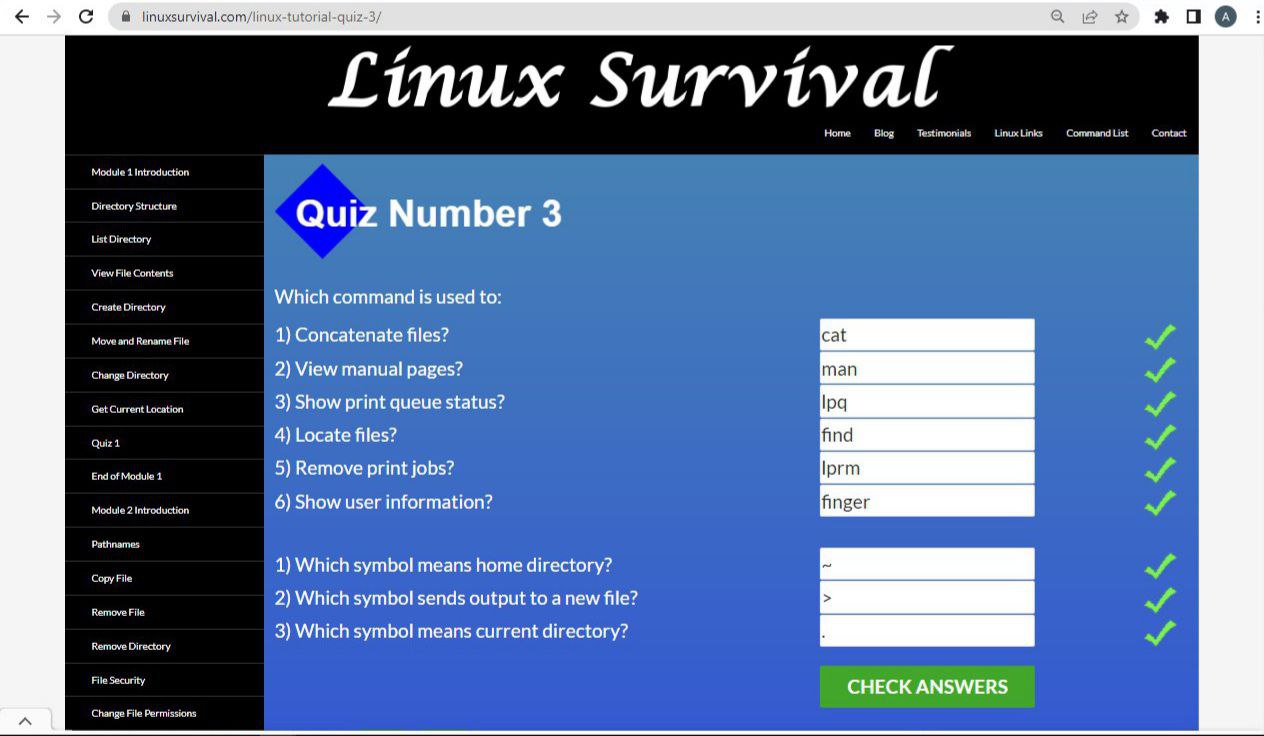 linuxsurvival.com/linux-tutorial-quiz-3/
A
Linux Survival
Home Blog Testimonials Linux Links Command List Contact
Module 1 Introduction
Directory Structure
List Directory
View File Contents
Create Directory
Move and Rename File
Change Directory
Get Current Location
Quiz 1
End of Module 1
Module 2 Introduction
Pathnames
Copy File
Remove File
Remove Directory
File Security
Change File Permissions
Quiz Number 3
Which command is used to:
1) Concatenate files? cat
2) View manual pages? man
3) Show print queue status? lpq
4) Locate files? find
5) Remove print jobs? lprm
6) Show user information? finger
1) Which symbol means home directory? ~
2) Which symbol sends output to a new file? >
3) Which symbol means current directory? .
CHECK ANSWERS